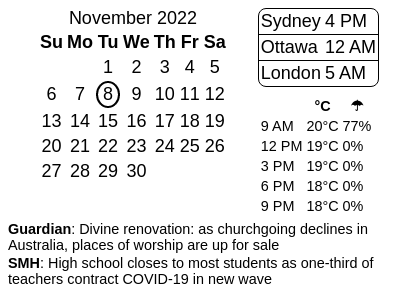 November 2022
Su Mo Tu We Th Fr Sa
1 2 3 4 5
6 7 8 9 10 11 12
13 14 15 16 17 18 19
20 21 22 23 24 25 26
27 28 29 30
Sydney 4 PM
Ottawa 12 AM
London 5 AM
°C ☂
9 AM 20°C 77%
12 PM 19°C 0%
3 PM 19°C 0%
6 PM 18°C 0%
9 PM 18°C 0%
Guardian: Divine renovation: as churchgoing declines in
Australia, places of worship are up for sale
SMH: High school closes to most students as one-third of
teachers contract COVID-19 in new wave